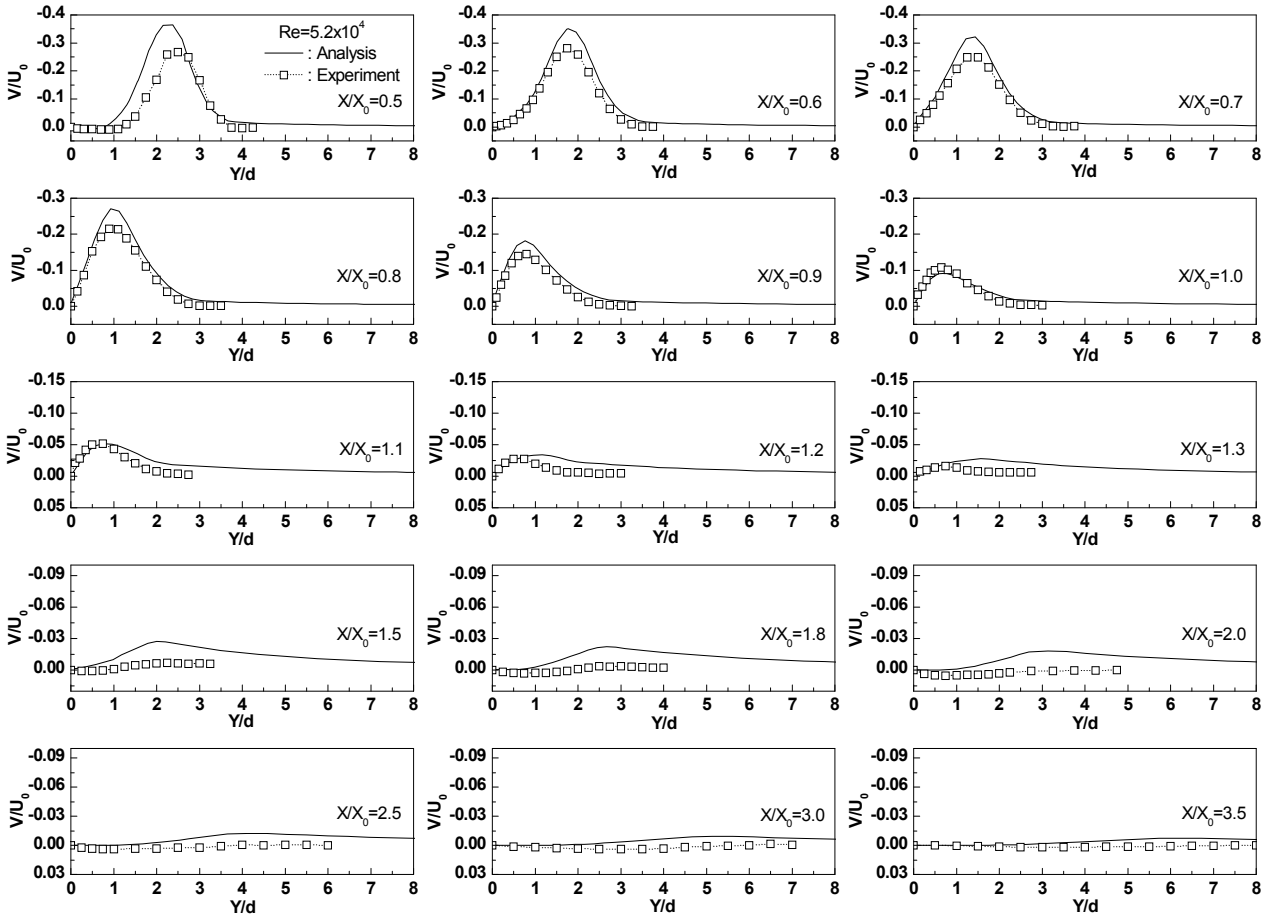 Re=5.2x10⁴
: Analysis
: Experiment
V/U₀
-0.4
-0.3
-0.2
-0.1
0.0
X/X₀=0.5
0 1 2 3 4 5 6 7 8
Y/d
-0.4
-0.3
-0.2
-0.1
0.0
X/X₀=0.6
0 1 2 3 4 5 6 7 8
Y/d
-0.4
-0.3
-0.2
-0.1
0.0
X/X₀=0.7
0 1 2 3 4 5 6 7 8
Y/d
V/U₀
-0.3
-0.2
-0.1
0.0
X/X₀=0.8
0 1 2 3 4 5 6 7 8
Y/d
V/U₀
-0.3
-0.2
-0.1
0.0
X/X₀=0.9
0 1 2 3 4 5 6 7 8
Y/d
V/U₀
-0.3
-0.2
-0.1
0.0
X/X₀=1.0
0 1 2 3 4 5 6 7 8
Y/d
V/U₀
-0.15
-0.10
-0.05
0.00
0.05
X/X₀=1.1
0 1 2 3 4 5 6 7 8
Y/d
V/U₀
-0.15
-0.10
-0.05
0.00
0.05
X/X₀=1.2
0 1 2 3 4 5 6 7 8
Y/d
V/U₀
-0.15
-0.10
-0.05
0.00
0.05
X/X₀=1.3
0 1 2 3 4 5 6 7 8
Y/d
V/U₀
-0.09
-0.06
-0.03
0.00
X/X₀=1.5
0 1 2 3 4 5 6 7 8
Y/d
V/U₀
-0.09
-0.06
-0.03
0.00
X/X₀=1.8
0 1 2 3 4 5 6 7 8
Y/d
V/U₀
-0.09
-0.06
-0.03
0.00
X/X₀=2.0
0 1 2 3 4 5 6 7 8
Y/d
V/U₀
-0.09
-0.06
-0.03
0.00
0.03
X/X₀=2.5
0 1 2 3 4 5 6 7 8
Y/d
V/U₀
-0.09
-0.06
-0.03
0.00
0.03
X/X₀=3.0
0 1 2 3 4 5 6 7 8
Y/d
V/U₀
-0.09
-0.06
-0.03
0.00
0.03
X/X₀=3.5
0 1 2 3 4 5 6 7 8
Y/d